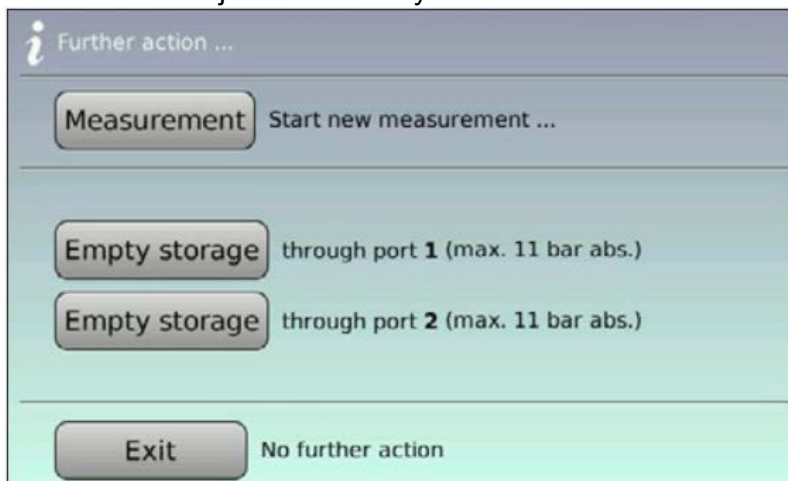 Further action ...
Measurement Start new measurement ...
Empty storage through port 1 (max. 11 bar abs.)
Empty storage through port 2 (max. 11 bar abs.)
Exit No further action